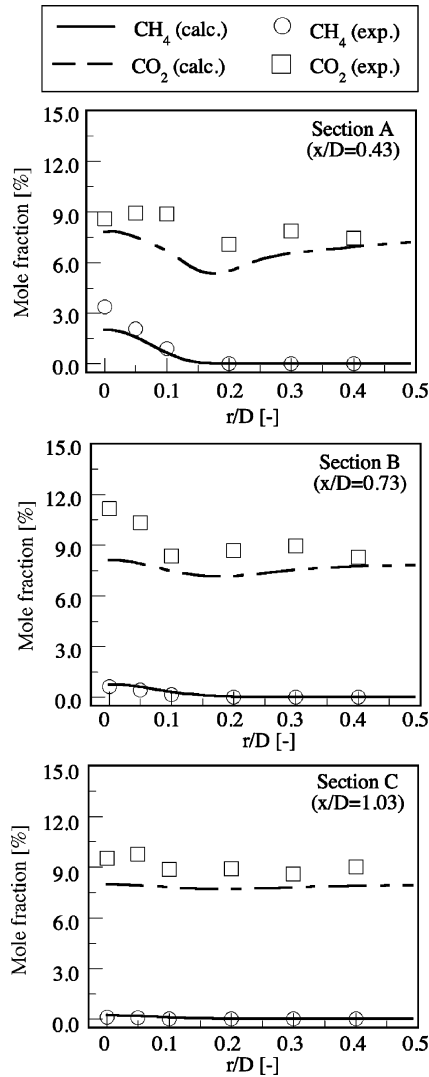 CH4 (calc.) CH4 (exp.)
CO2 (calc.) CO2 (exp.)
15.0
12.0
9.0
6.0
3.0
0.0
Mole fraction [%]
Section A
(x/D=0.43)
0 0.1 0.2 0.3 0.4 0.5
r/D [-]
15.0
12.0
9.0
6.0
3.0
0.0
Mole fraction [%]
Section B
(x/D=0.73)
0 0.1 0.2 0.3 0.4 0.5
r/D [-]
15.0
12.0
9.0
6.0
3.0
0.0
Mole fraction [%]
Section C
(x/D=1.03)
0 0.1 0.2 0.3 0.4 0.5
r/D [-]